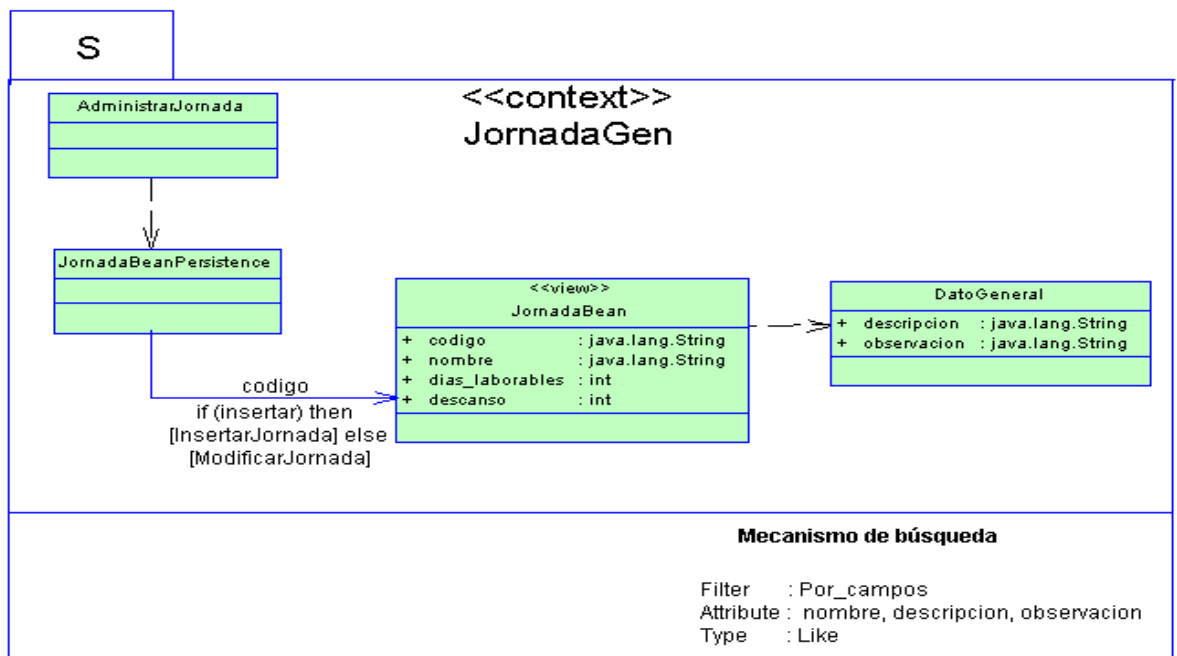 S
<<context>>
JornadaGen
AdministrarJornada
JornadaBeanPersistence
codigo
if (insertar) then
[InsertarJornada] else
[ModificarJornada]
<<view>>
JornadaBean
+ codigo : java.lang.String
+ nombre : java.lang.String
+ dias_laborables : int
+ descanso : int
DatoGeneral
+ descripcion : java.lang.String
+ observacion : java.lang.String
Mecanismo de búsqueda
Filter : Por_campos
Attribute : nombre, descripcion, observacion
Type : Like